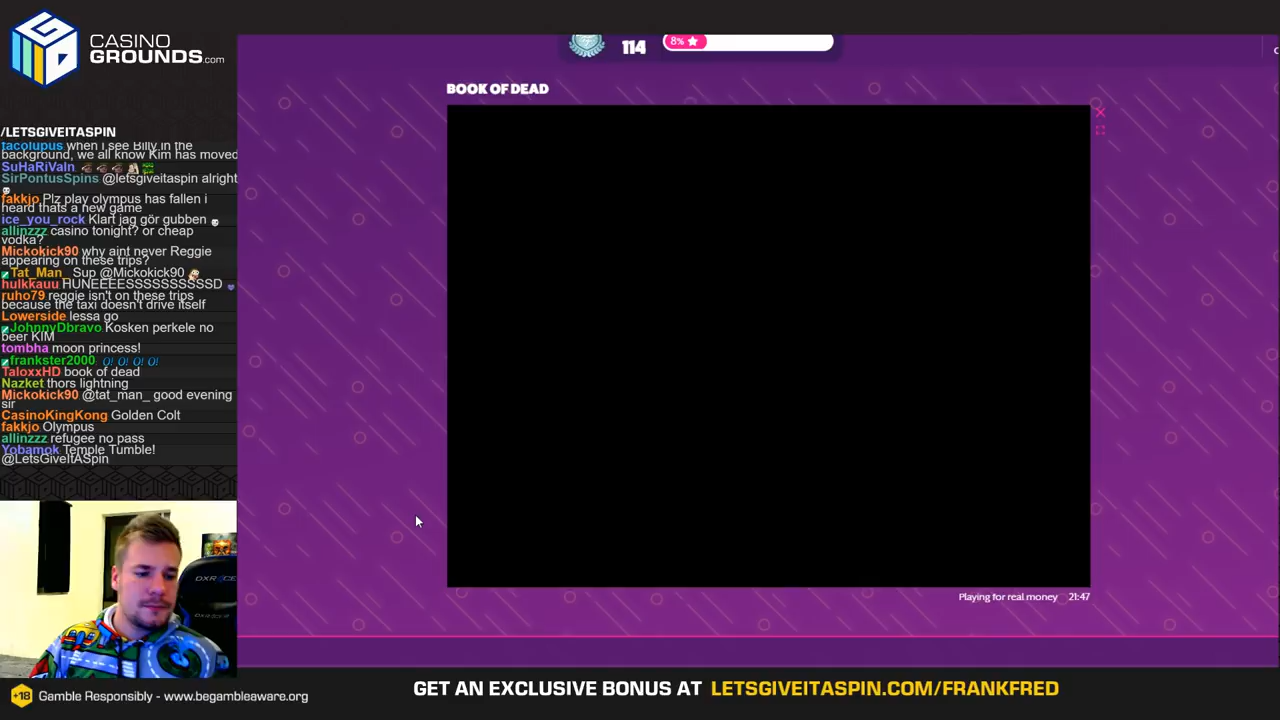 CASINO
GROUNDS.com
/LETSGIVEITASPIN
tacolupus when i see Billy in the
background, we all know Kim has moved
SuHaRiValn
SirPontusSpins @letsgiveitaspin alright
fakkjo Plz play olympus has fallen i
heard thats a new game
ice_you_rock Klart jag gör gubben
allinzzz casino tonight? or cheap
vodka?
Mickokick90 why aint never Reggie
appearing on these trips?
Tat_Man_ Sup @Mickokick90
hulkkauu HUNEEEESSSSSSSSSSD
ruho79 reggie isn't on these trips
because the taxi doesn't drive itself
Lowerside lessa go
JohnnyDbravo Kosken perkele no
beer KIM
tombha moon princess!
frankster2000 O! O! O! O!
TaloxxHD book of dead
Nazket thors lightning
Mickokick90 @tat_man_ good evening
sir
CasinoKingKong Golden Colt
fakkjo Olympus
allinzzz refugee no pass
Yobamok Temple Tumble!
@LetsGiveItASpin
114
8%
BOOK OF DEAD
Playing for real money 21:47
DXRACE
+18 Gamble Responsibly - www.begambleaware.org
GET AN EXCLUSIVE BONUS AT LETSGIVEITASPIN.COM/FRANKFRED